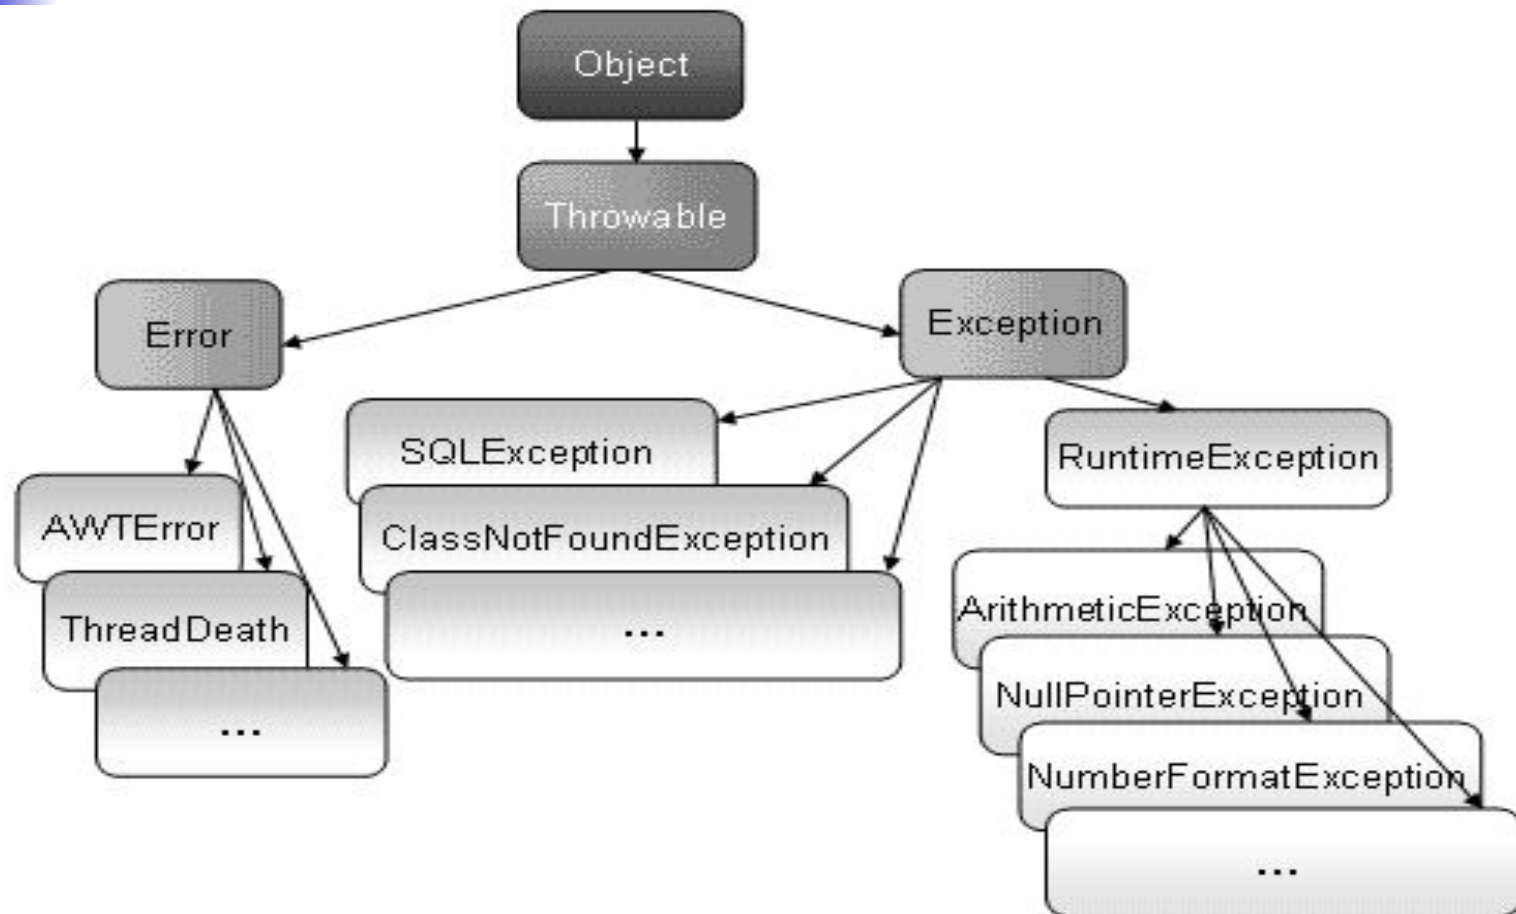 Object
Throwable
Error
Exception
SQLException
RuntimeException
AWTError
ClassNotFoundException
ThreadDeath
...
ArithmeticException
NullPointerException
...
NumberFormatException
...